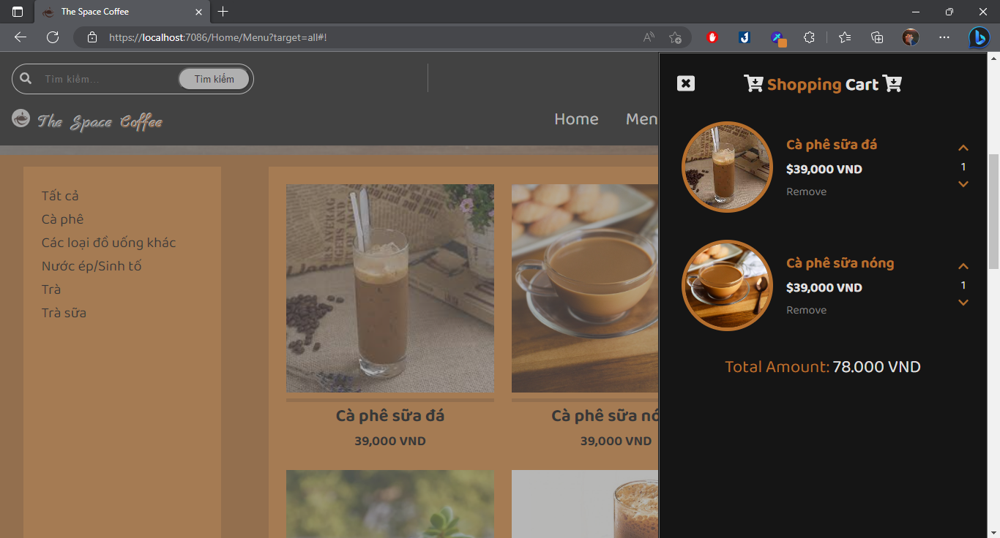 The Space Coffee
https://localhost:7086/Home/Menu?target=all#!
Tìm kiếm...
Tìm kiếm
The Space Coffee
Home
Men
Tất cả
Cà phê
Các loại đồ uống khác
Nước ép/Sinh tố
Trà
Trà sữa
Cà phê sữa đá
39,000 VND
Cà phê sữa nó
39,000 VND
Shopping Cart
Cà phê sữa đá
$39,000 VND
Remove
1
Cà phê sữa nóng
$39,000 VND
Remove
1
Total Amount: 78.000 VND